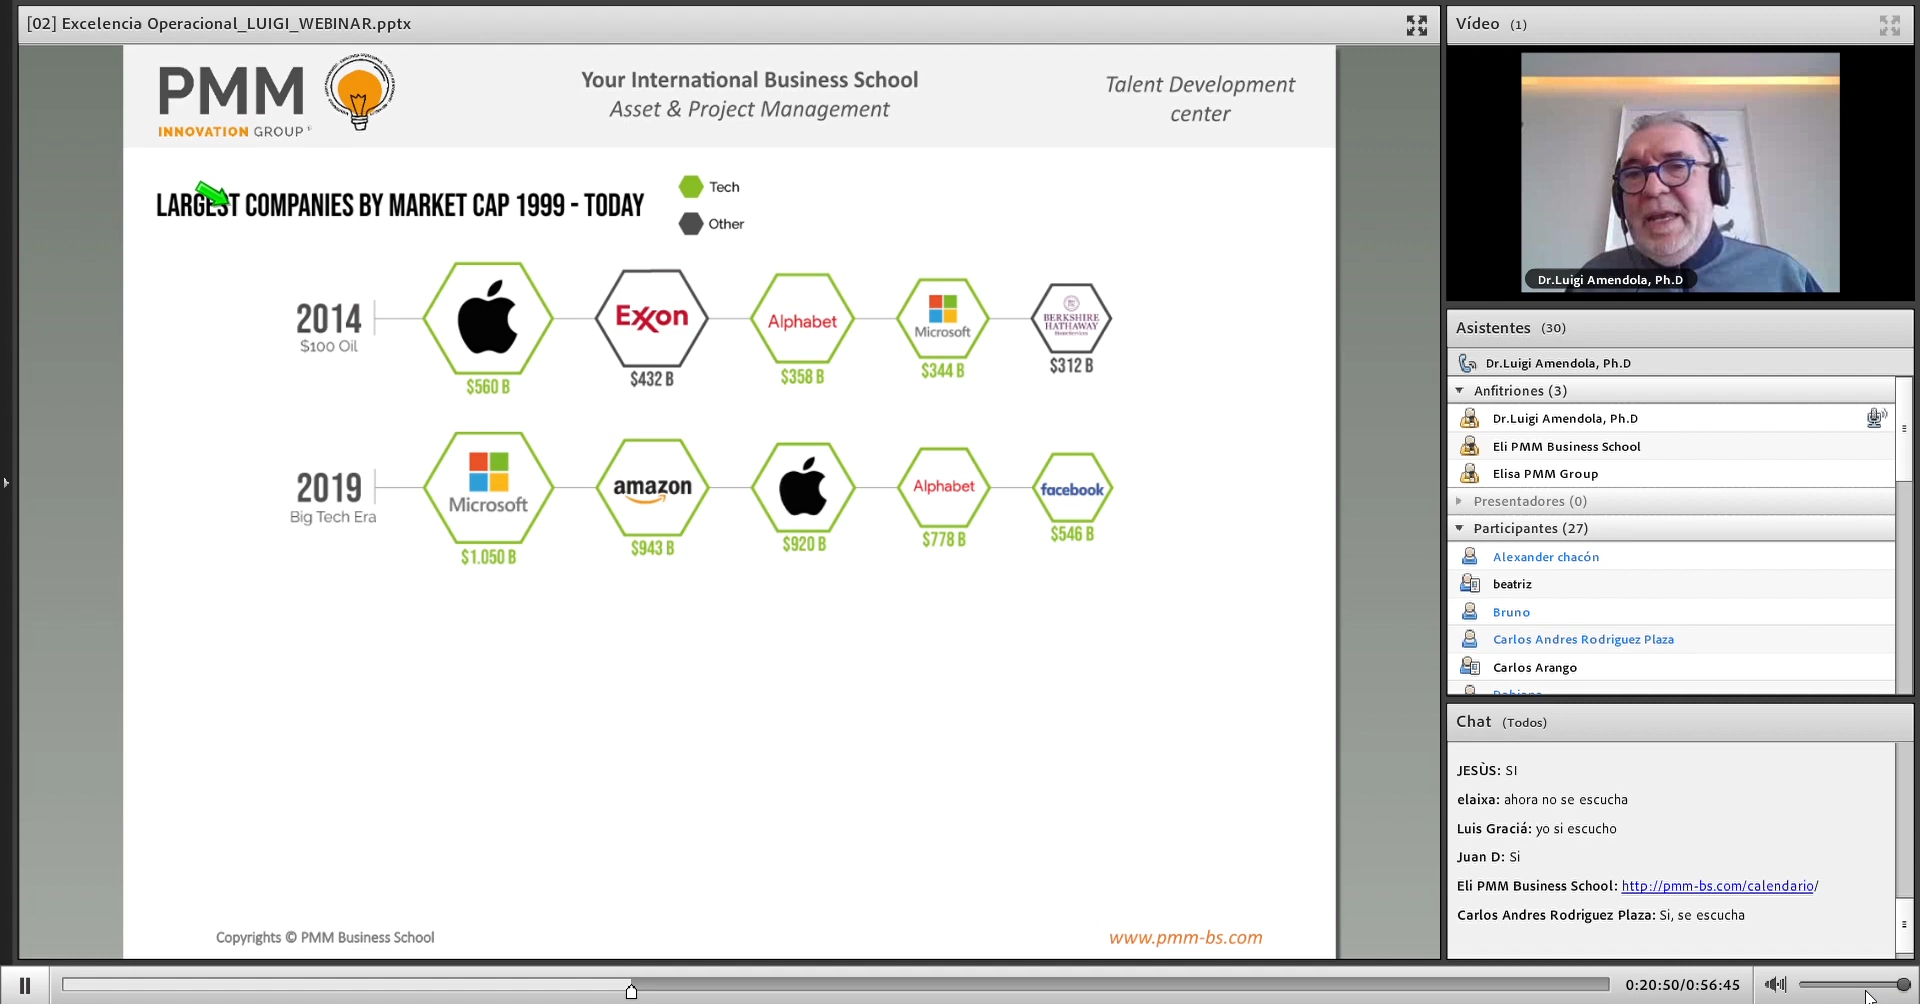 [02] Excelencia Operacional_LUIGI_WEBINAR.pptx
PMM
INNOVATION GROUP
Your International Business School
Asset & Project Management
Talent Development
center
LARGEST COMPANIES BY MARKET CAP 1999 - TODAY
Tech
Other
2014
$100 Oil
$560 B
Exxon
$432 B
Alphabet
$358 B
Microsoft
$344 B
BERKSHIRE
HATHAWAY
HomeServices
$312 B
2019
Big Tech Era
Microsoft
$1.050 B
amazon
$943 B
$920 B
Alphabet
$778 B
facebook
$546 B
Copyrights © PMM Business School
www.pmm-bs.com
Vídeo (1)
Dr.Luigi Amendola, Ph.D
Asistentes (30)
Dr.Luigi Amendola, Ph.D
Anfitriones (3)
Dr.Luigi Amendola, Ph.D
Eli PMM Business School
Elisa PMM Group
Presentadores (0)
Participantes (27)
Alexander chacón
beatriz
Bruno
Carlos Andres Rodriguez Plaza
Carlos Arango
Chat (Todos)
JESÙS: SI
elaixa: ahora no se escucha
Luis Graciá: yo si escucho
Juan D: Si
Eli PMM Business School: http://pmm-bs.com/calendario/
Carlos Andres Rodriguez Plaza: Si, se escucha
0:20:50/0:56:45